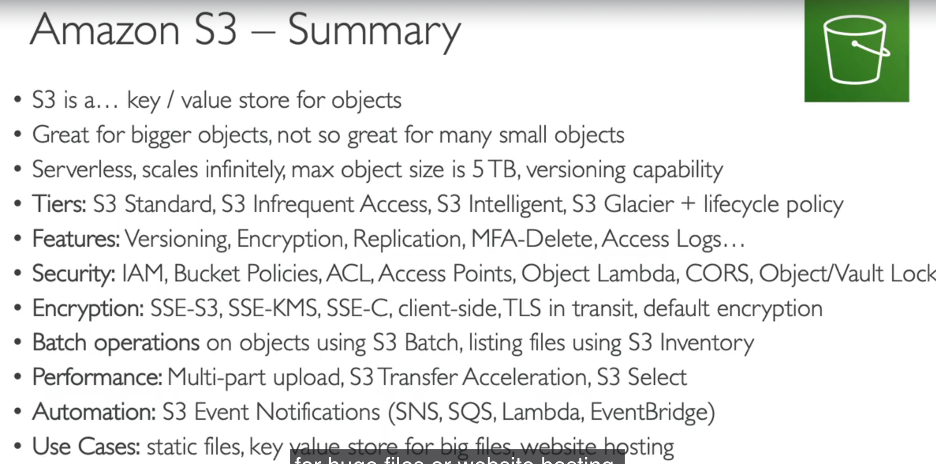 Amazon S3 – Summary
• S3 is a… key / value store for objects
• Great for bigger objects, not so great for many small objects
• Serverless, scales infinitely, max object size is 5 TB, versioning capability
• Tiers: S3 Standard, S3 Infrequent Access, S3 Intelligent, S3 Glacier + lifecycle policy
• Features: Versioning, Encryption, Replication, MFA-Delete, Access Logs…
• Security: IAM, Bucket Policies, ACL, Access Points, Object Lambda, CORS, Object/Vault Lock
• Encryption: SSE-S3, SSE-KMS, SSE-C, client-side, TLS in transit, default encryption
• Batch operations on objects using S3 Batch, listing files using S3 Inventory
• Performance: Multi-part upload, S3 Transfer Acceleration, S3 Select
• Automation: S3 Event Notifications (SNS, SQS, Lambda, EventBridge)
• Use Cases: static files, key value store for big files, website hosting
for huge files or website hosting